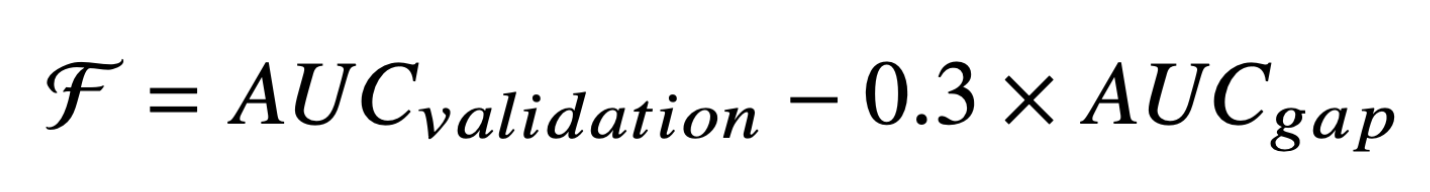 ℱ = AUC_validation − 0.3 × AUC_gap